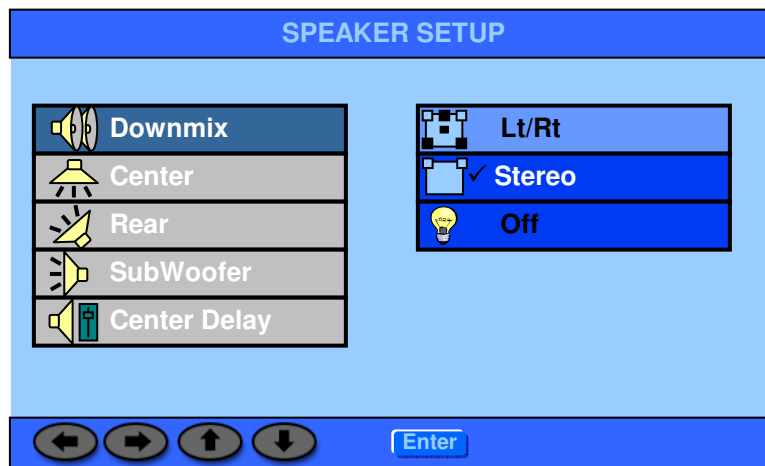 SPEAKER SETUP
Downmix
Center
Rear
SubWoofer
Center Delay
Lt/Rt
✓ Stereo
Off
Enter